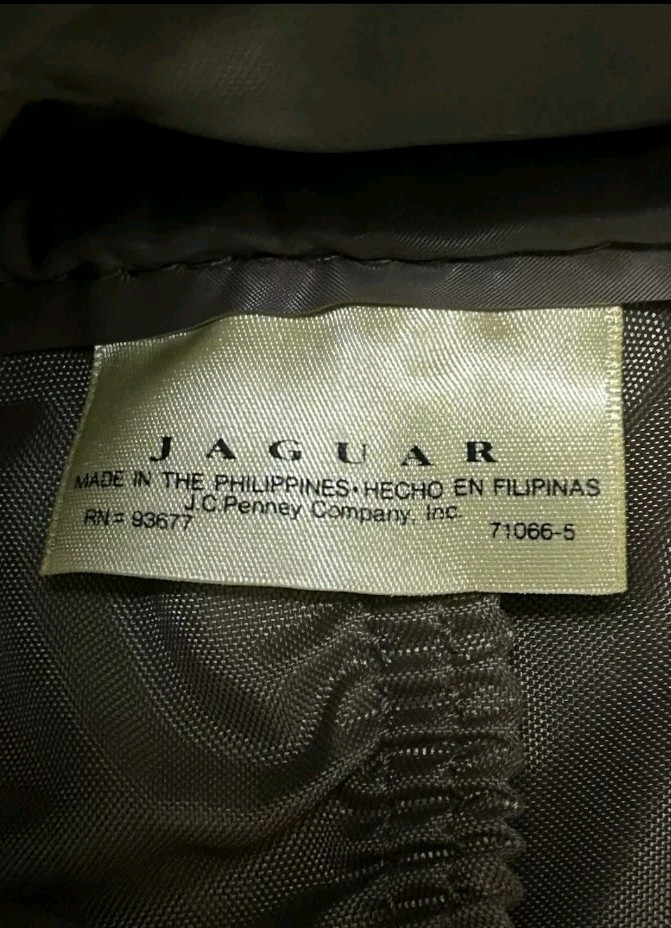 JAGUAR
MADE IN THE PHILIPPINES • HECHO EN FILIPINAS
J.C.Penney Company, Inc.
RN= 93677 71066-5